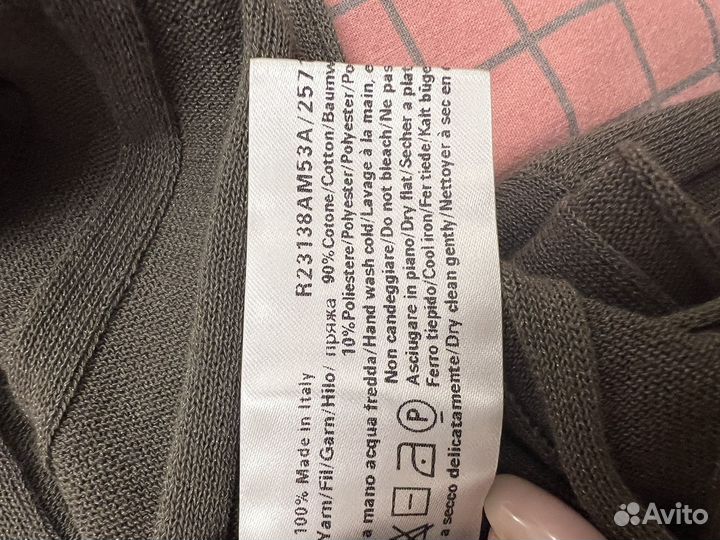 100% Made in Italy R23138AM53A/257
Yarn/Fil/Garn/Hilo/ пряжа 90%Cotone/Cotton/Baumw
10%Poliestere/Polyester/Polyester/Po
a mano acqua fredda/Hand wash cold/Lavage à la main, e
Non candeggiare/Do not bleach/Ne pas
Asciugare in piano/Dry flat/Secher a plat
Ferro tiepido/Cool iron/Fer tiede/Kalt büge
P
a secco delicatamente/Dry clean gently/Nettoyer à sec en
Avito